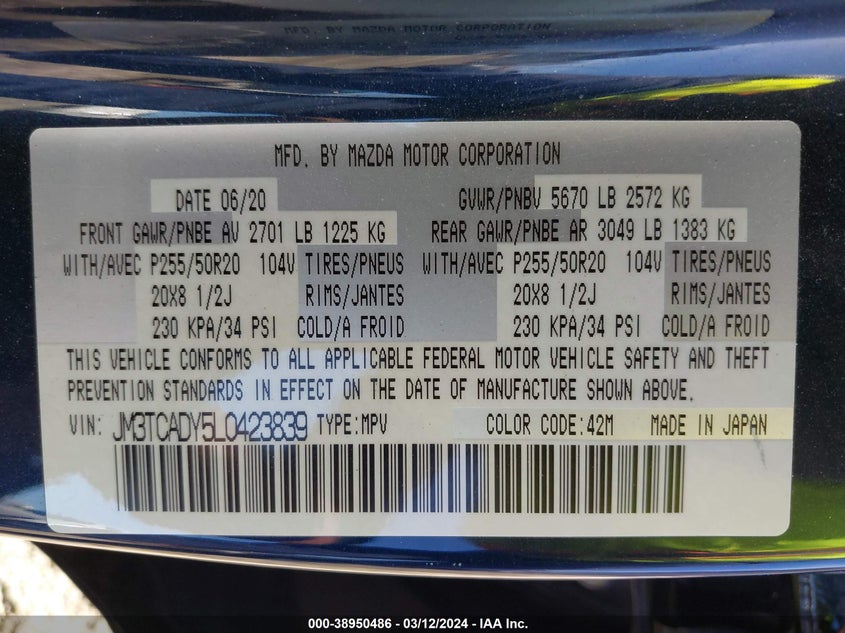 MFD. BY MAZDA MOTOR CORPORATION
DATE 06/20 GVWR/PNBV 5670 LB 2572 KG
FRONT GAWR/PNBE AV 2701 LB 1225 KG REAR GAWR/PNBE AR 3049 LB 1383 KG
WITH/AVEC P255/50R20 104V TIRES/PNEUS WITH/AVEC P255/50R20 104V TIRES/PNEUS
20X8 1/2J RIMS/JANTES 20X8 1/2J RIMS/JANTES
230 KPA/34 PSI COLD/A FROID 230 KPA/34 PSI COLD/A FROID
THIS VEHICLE CONFORMS TO ALL APPLICABLE FEDERAL MOTOR VEHICLE SAFETY AND THEFT
PREVENTION STANDARDS IN EFFECT ON THE DATE OF MANUFACTURE SHOWN ABOVE.
VIN: JM3TCADY5L0423839 TYPE:MPV COLOR CODE:42M MADE IN JAPAN
000-38950486 - 03/12/2024 - IAA Inc.